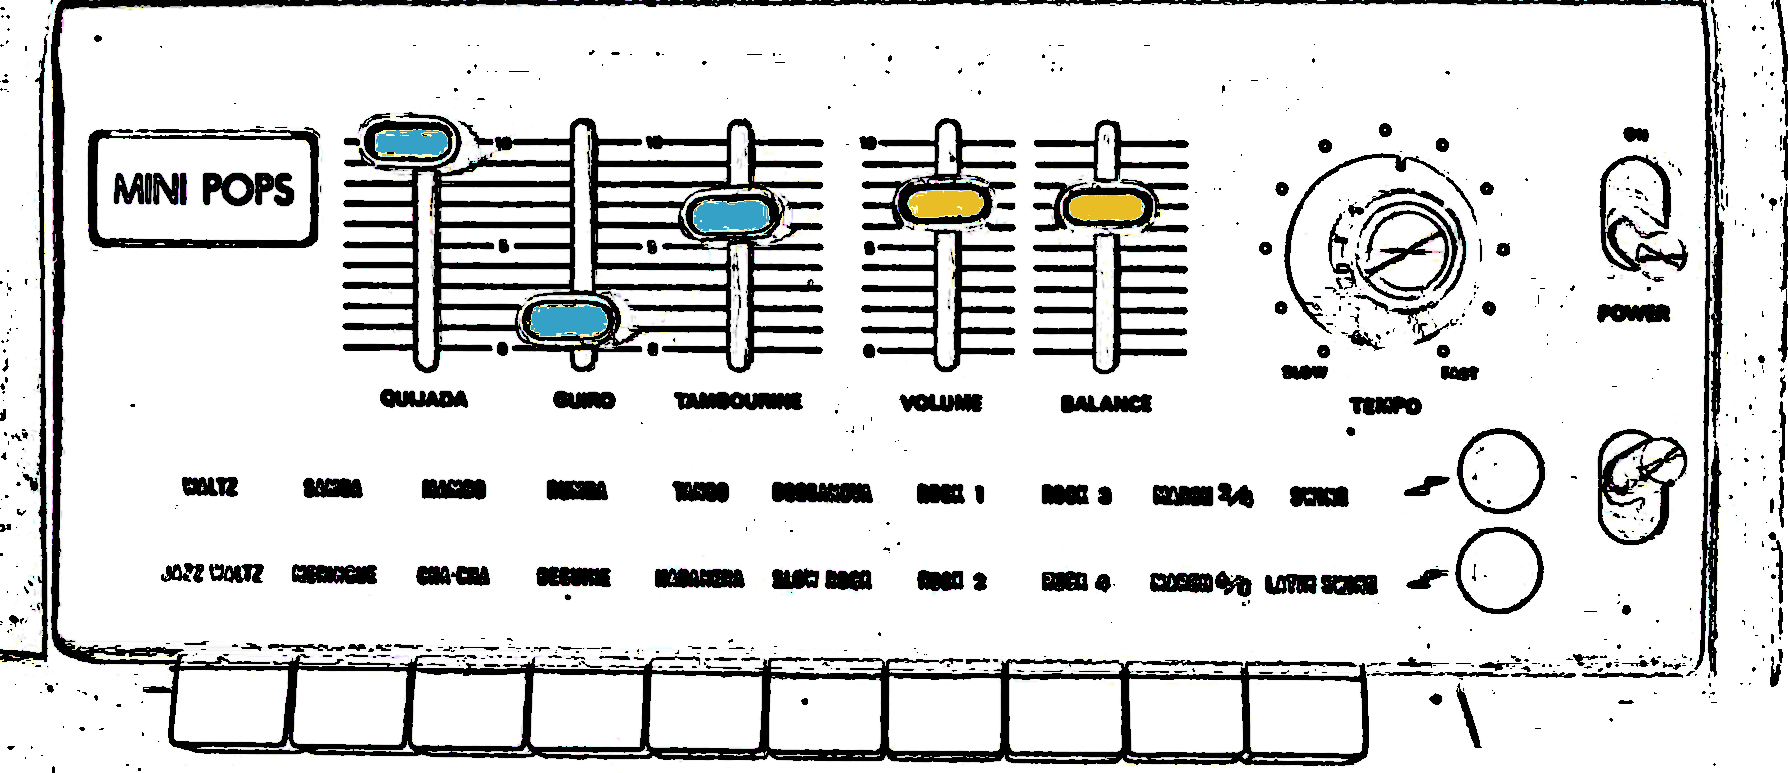 MINI POPS
ON
10 10 10
5 5 5
0 0 0
POWER
SLOW FAST
QUIJADA GUIRO TAMBOURINE VOLUME BALANCE TEMPO
WALTZ SAMBA MAMBO RUMBA TANGO BOSSANOVA ROCK 1 ROCK 3 MARCH 2/4 SWING
JAZZ WALTZ MERINGUE CHA-CHA BEGUINE HABANERA SLOW ROCK ROCK 2 ROCK 4 MARCH 6/8 LATIN SWING